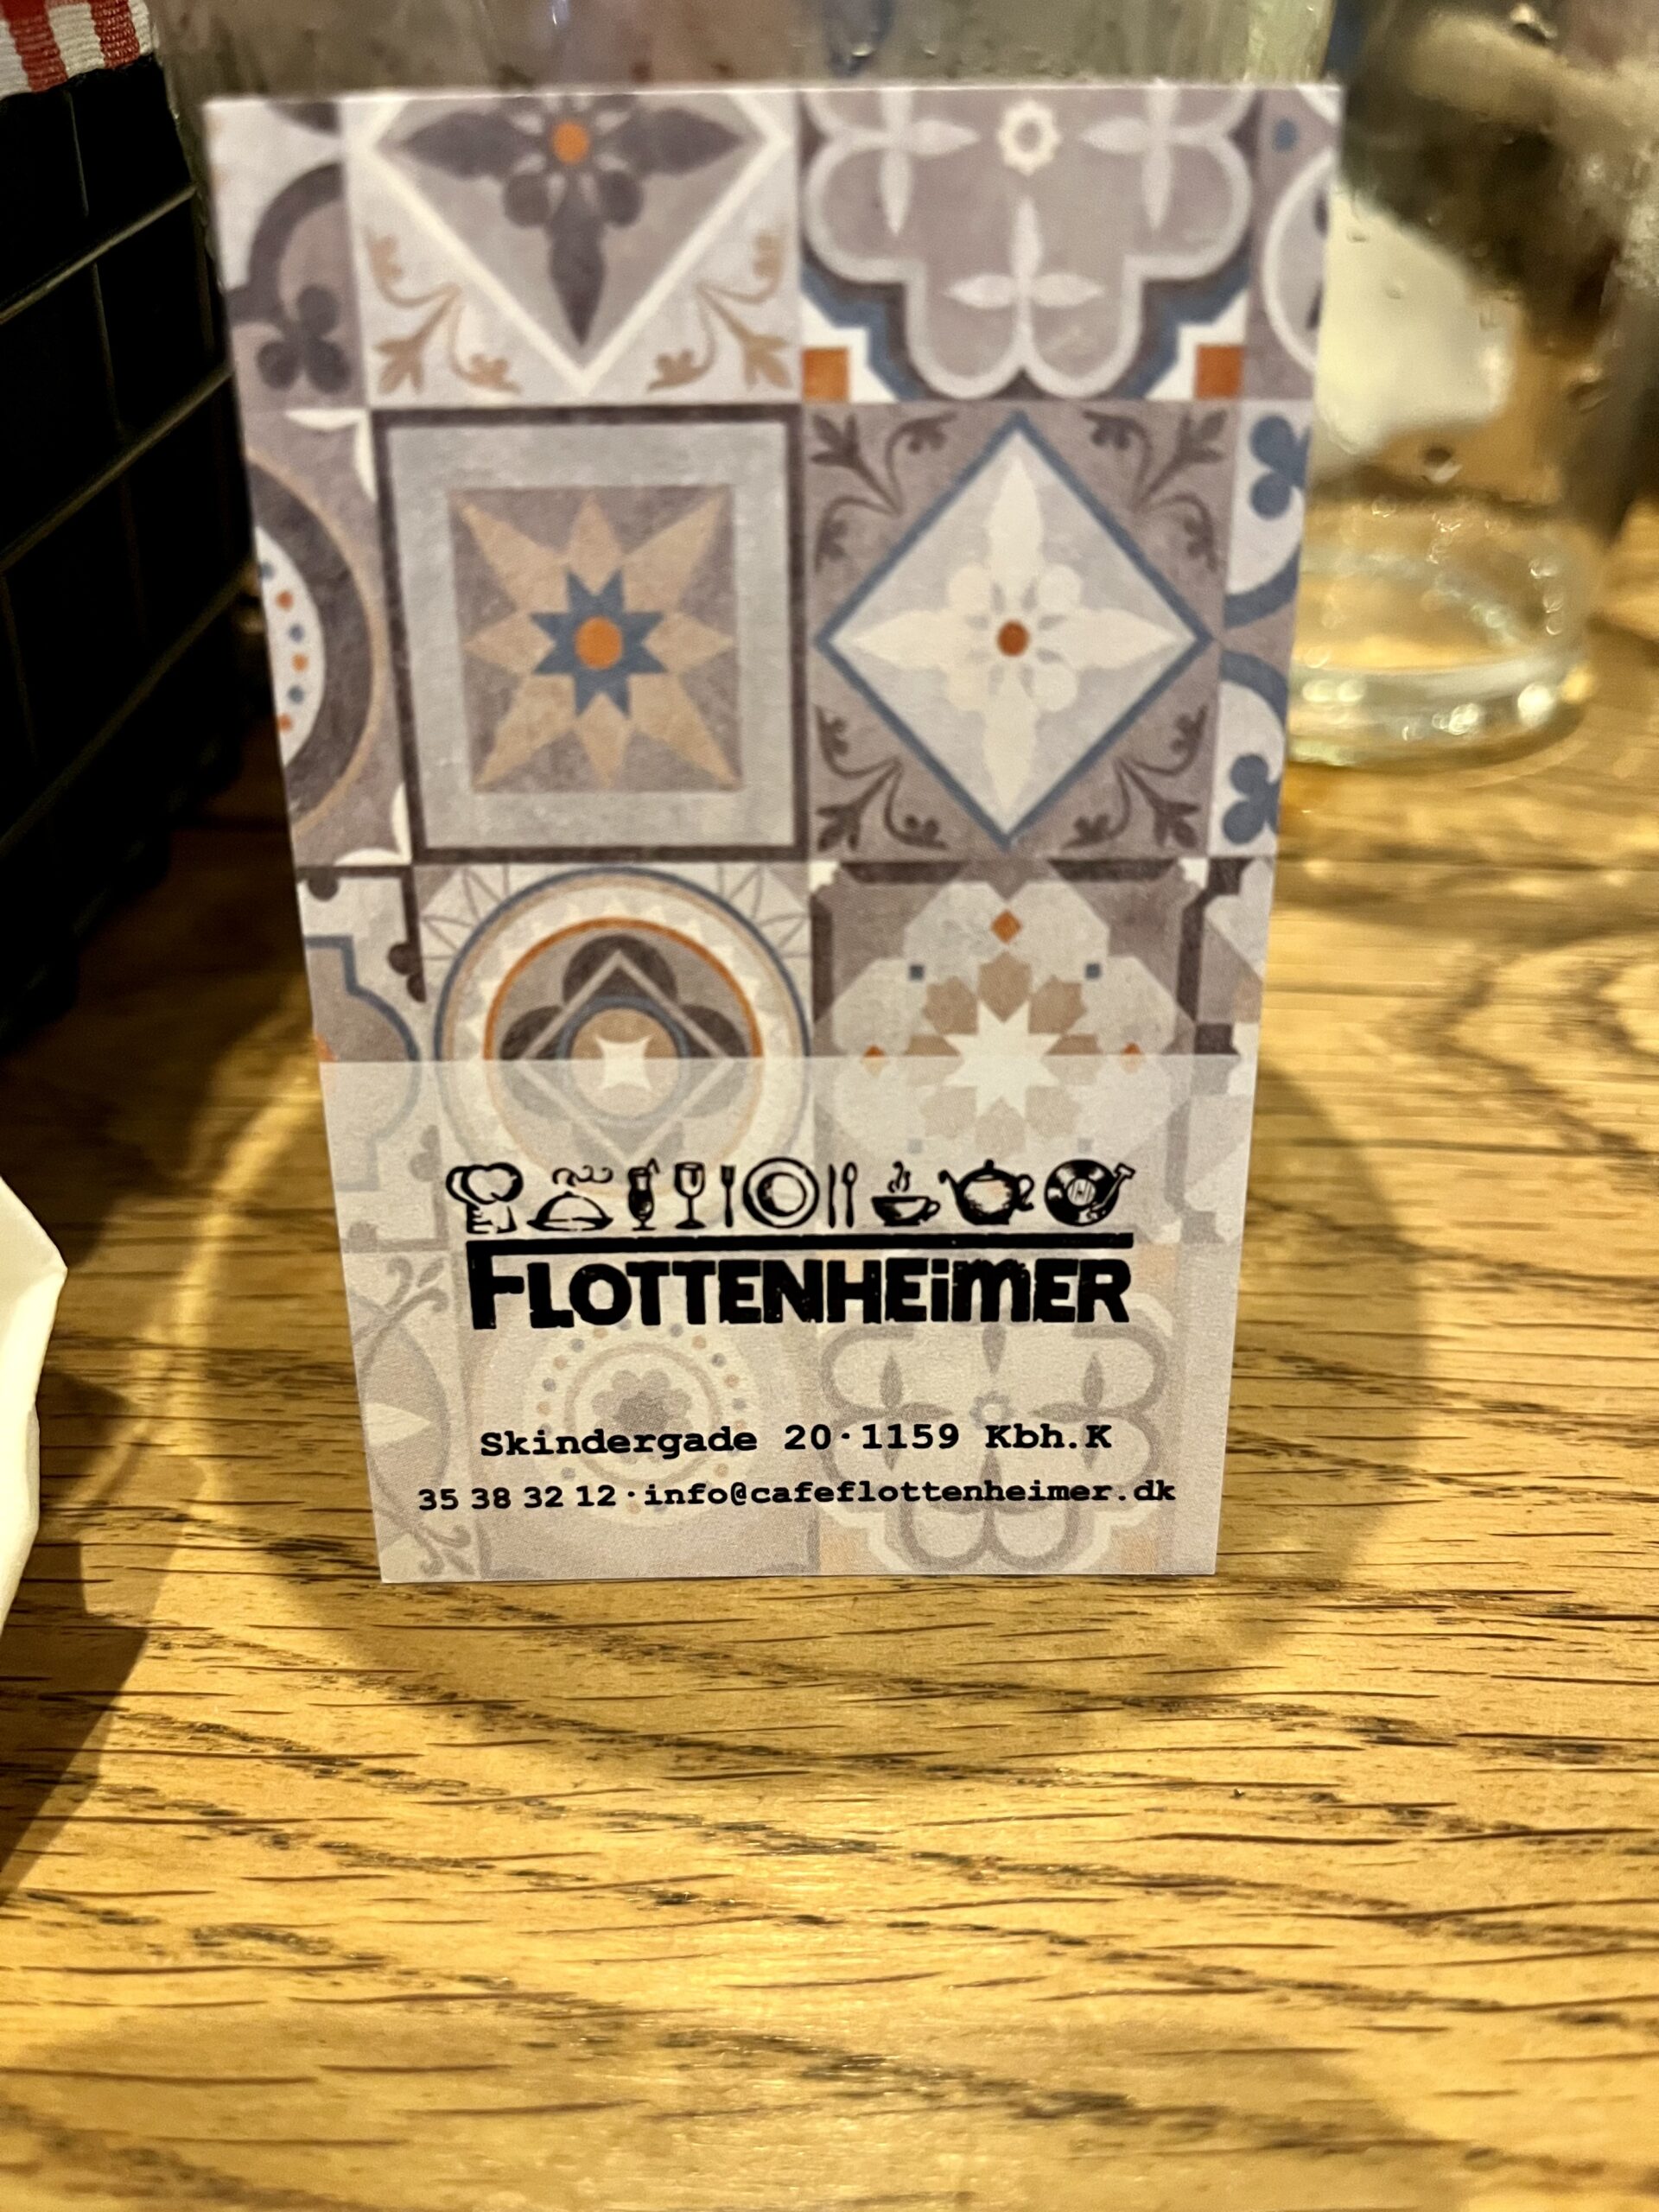 FLOTTENHEiMER
Skindergade 20·1159 Kbh.K
35 38 32 12·info@cafeflottenheimer.dk